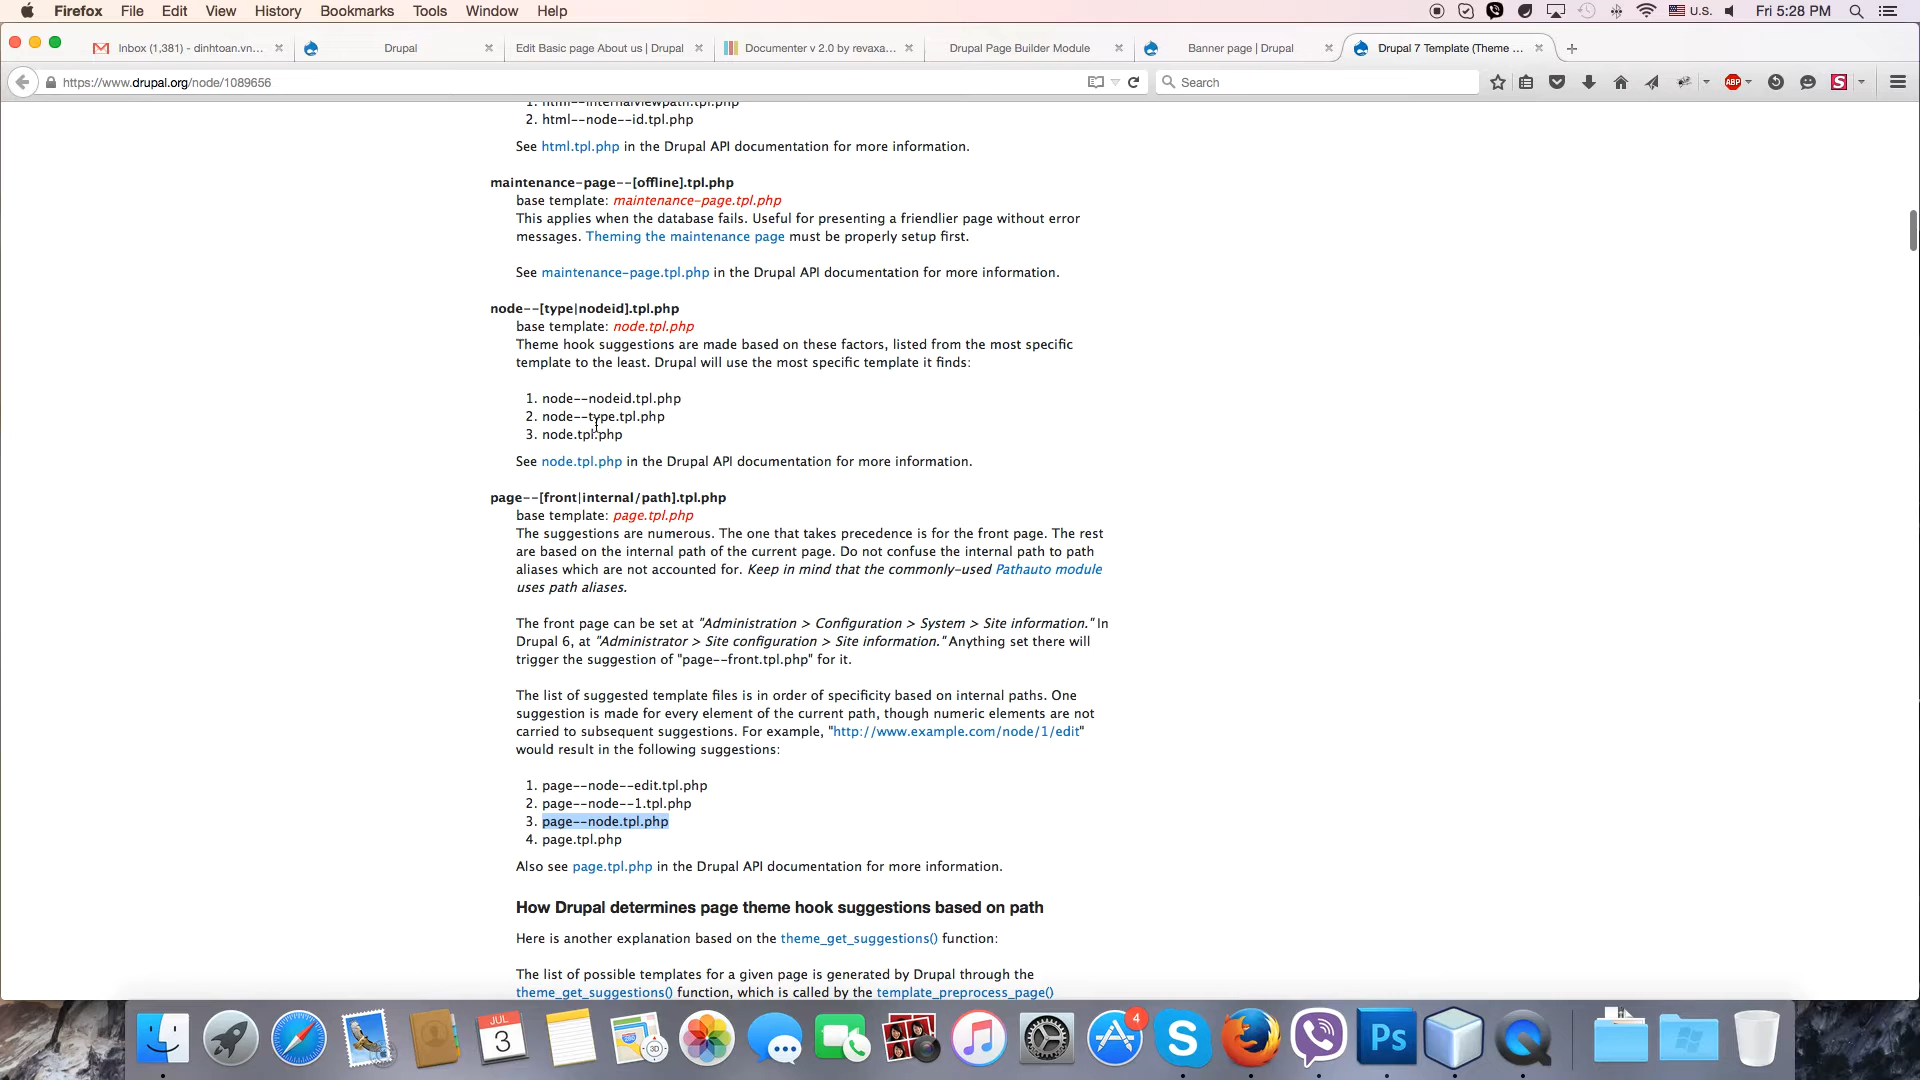 Firefox File Edit View History Bookmarks Tools Window Help U.S. Fri 5:28 PM
Inbox (1,381) - dinhtoan.vn... Drupal Edit Basic page About us | Drupal Documenter v 2.0 by revaxa... Drupal Page Builder Module Banner page | Drupal Drupal 7 Template (Theme ...
https://www.drupal.org/node/1089656 Search ABP S
1. html--internalviewpath.tpl.php
2. html--node--id.tpl.php
See html.tpl.php in the Drupal API documentation for more information.
maintenance-page--[offline].tpl.php
base template: maintenance-page.tpl.php
This applies when the database fails. Useful for presenting a friendlier page without error
messages. Theming the maintenance page must be properly setup first.
See maintenance-page.tpl.php in the Drupal API documentation for more information.
node--[type|nodeid].tpl.php
base template: node.tpl.php
Theme hook suggestions are made based on these factors, listed from the most specific
template to the least. Drupal will use the most specific template it finds:
1. node--nodeid.tpl.php
2. node--type.tpl.php
3. node.tpl.php
See node.tpl.php in the Drupal API documentation for more information.
page--[front|internal/path].tpl.php
base template: page.tpl.php
The suggestions are numerous. The one that takes precedence is for the front page. The rest
are based on the internal path of the current page. Do not confuse the internal path to path
aliases which are not accounted for. Keep in mind that the commonly-used Pathauto module
uses path aliases.
The front page can be set at "Administration > Configuration > System > Site information." In
Drupal 6, at "Administrator > Site configuration > Site information." Anything set there will
trigger the suggestion of "page--front.tpl.php" for it.
The list of suggested template files is in order of specificity based on internal paths. One
suggestion is made for every element of the current path, though numeric elements are not
carried to subsequent suggestions. For example, "http://www.example.com/node/1/edit"
would result in the following suggestions:
1. page--node--edit.tpl.php
2. page--node--1.tpl.php
3. page--node.tpl.php
4. page.tpl.php
Also see page.tpl.php in the Drupal API documentation for more information.
How Drupal determines page theme hook suggestions based on path
Here is another explanation based on the theme_get_suggestions() function:
The list of possible templates for a given page is generated by Drupal through the
theme_get_suggestions() function, which is called by the template_preprocess_page()
JUL
3
4
Ps